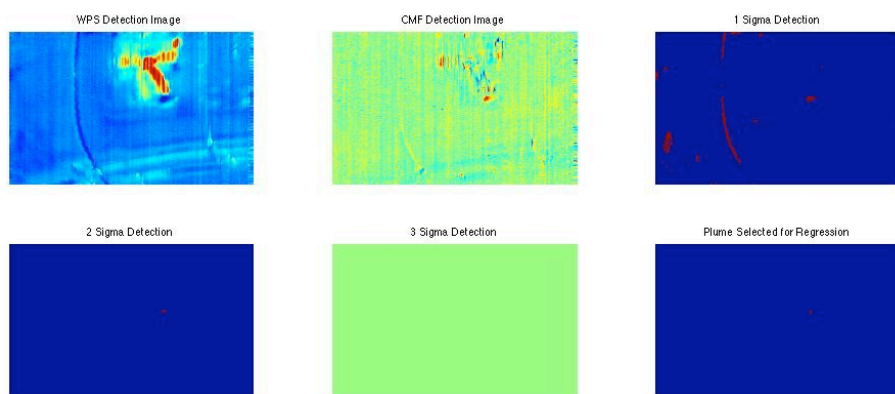 WPS Detection Image
CMF Detection Image
1 Sigma Detection
2 Sigma Detection
3 Sigma Detection
Plume Selected for Regression